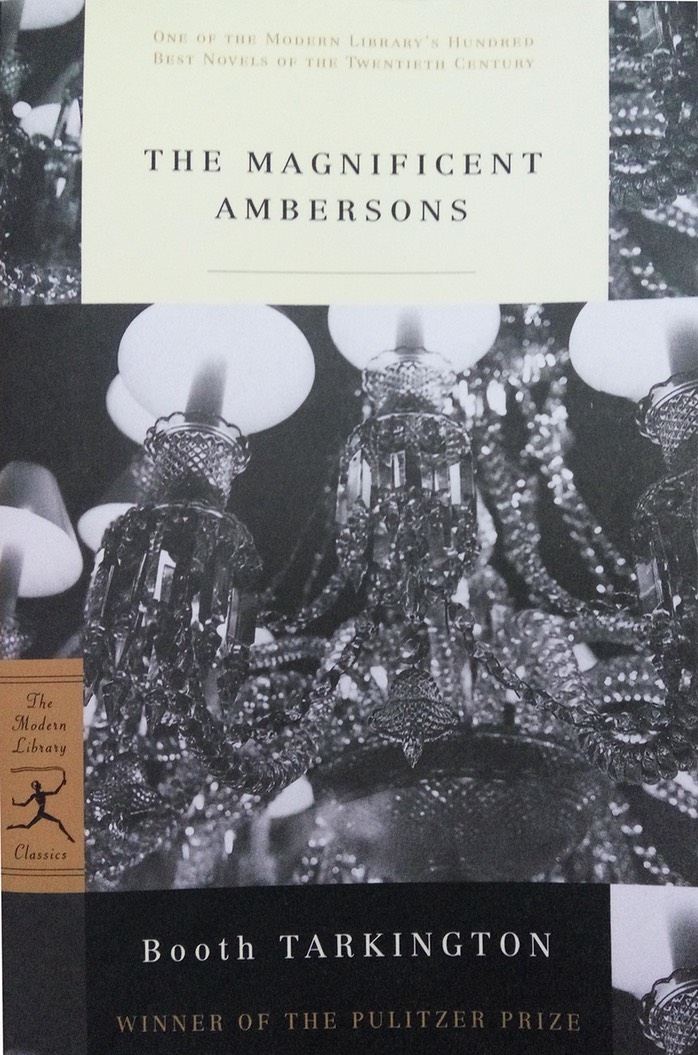 One of the Modern Library's Hundred
Best Novels of the Twentieth Century
THE MAGNIFICENT
AMBERSONS
The
Modern
Library
Classics
Booth TARKINGTON
WINNER OF THE PULITZER PRIZE